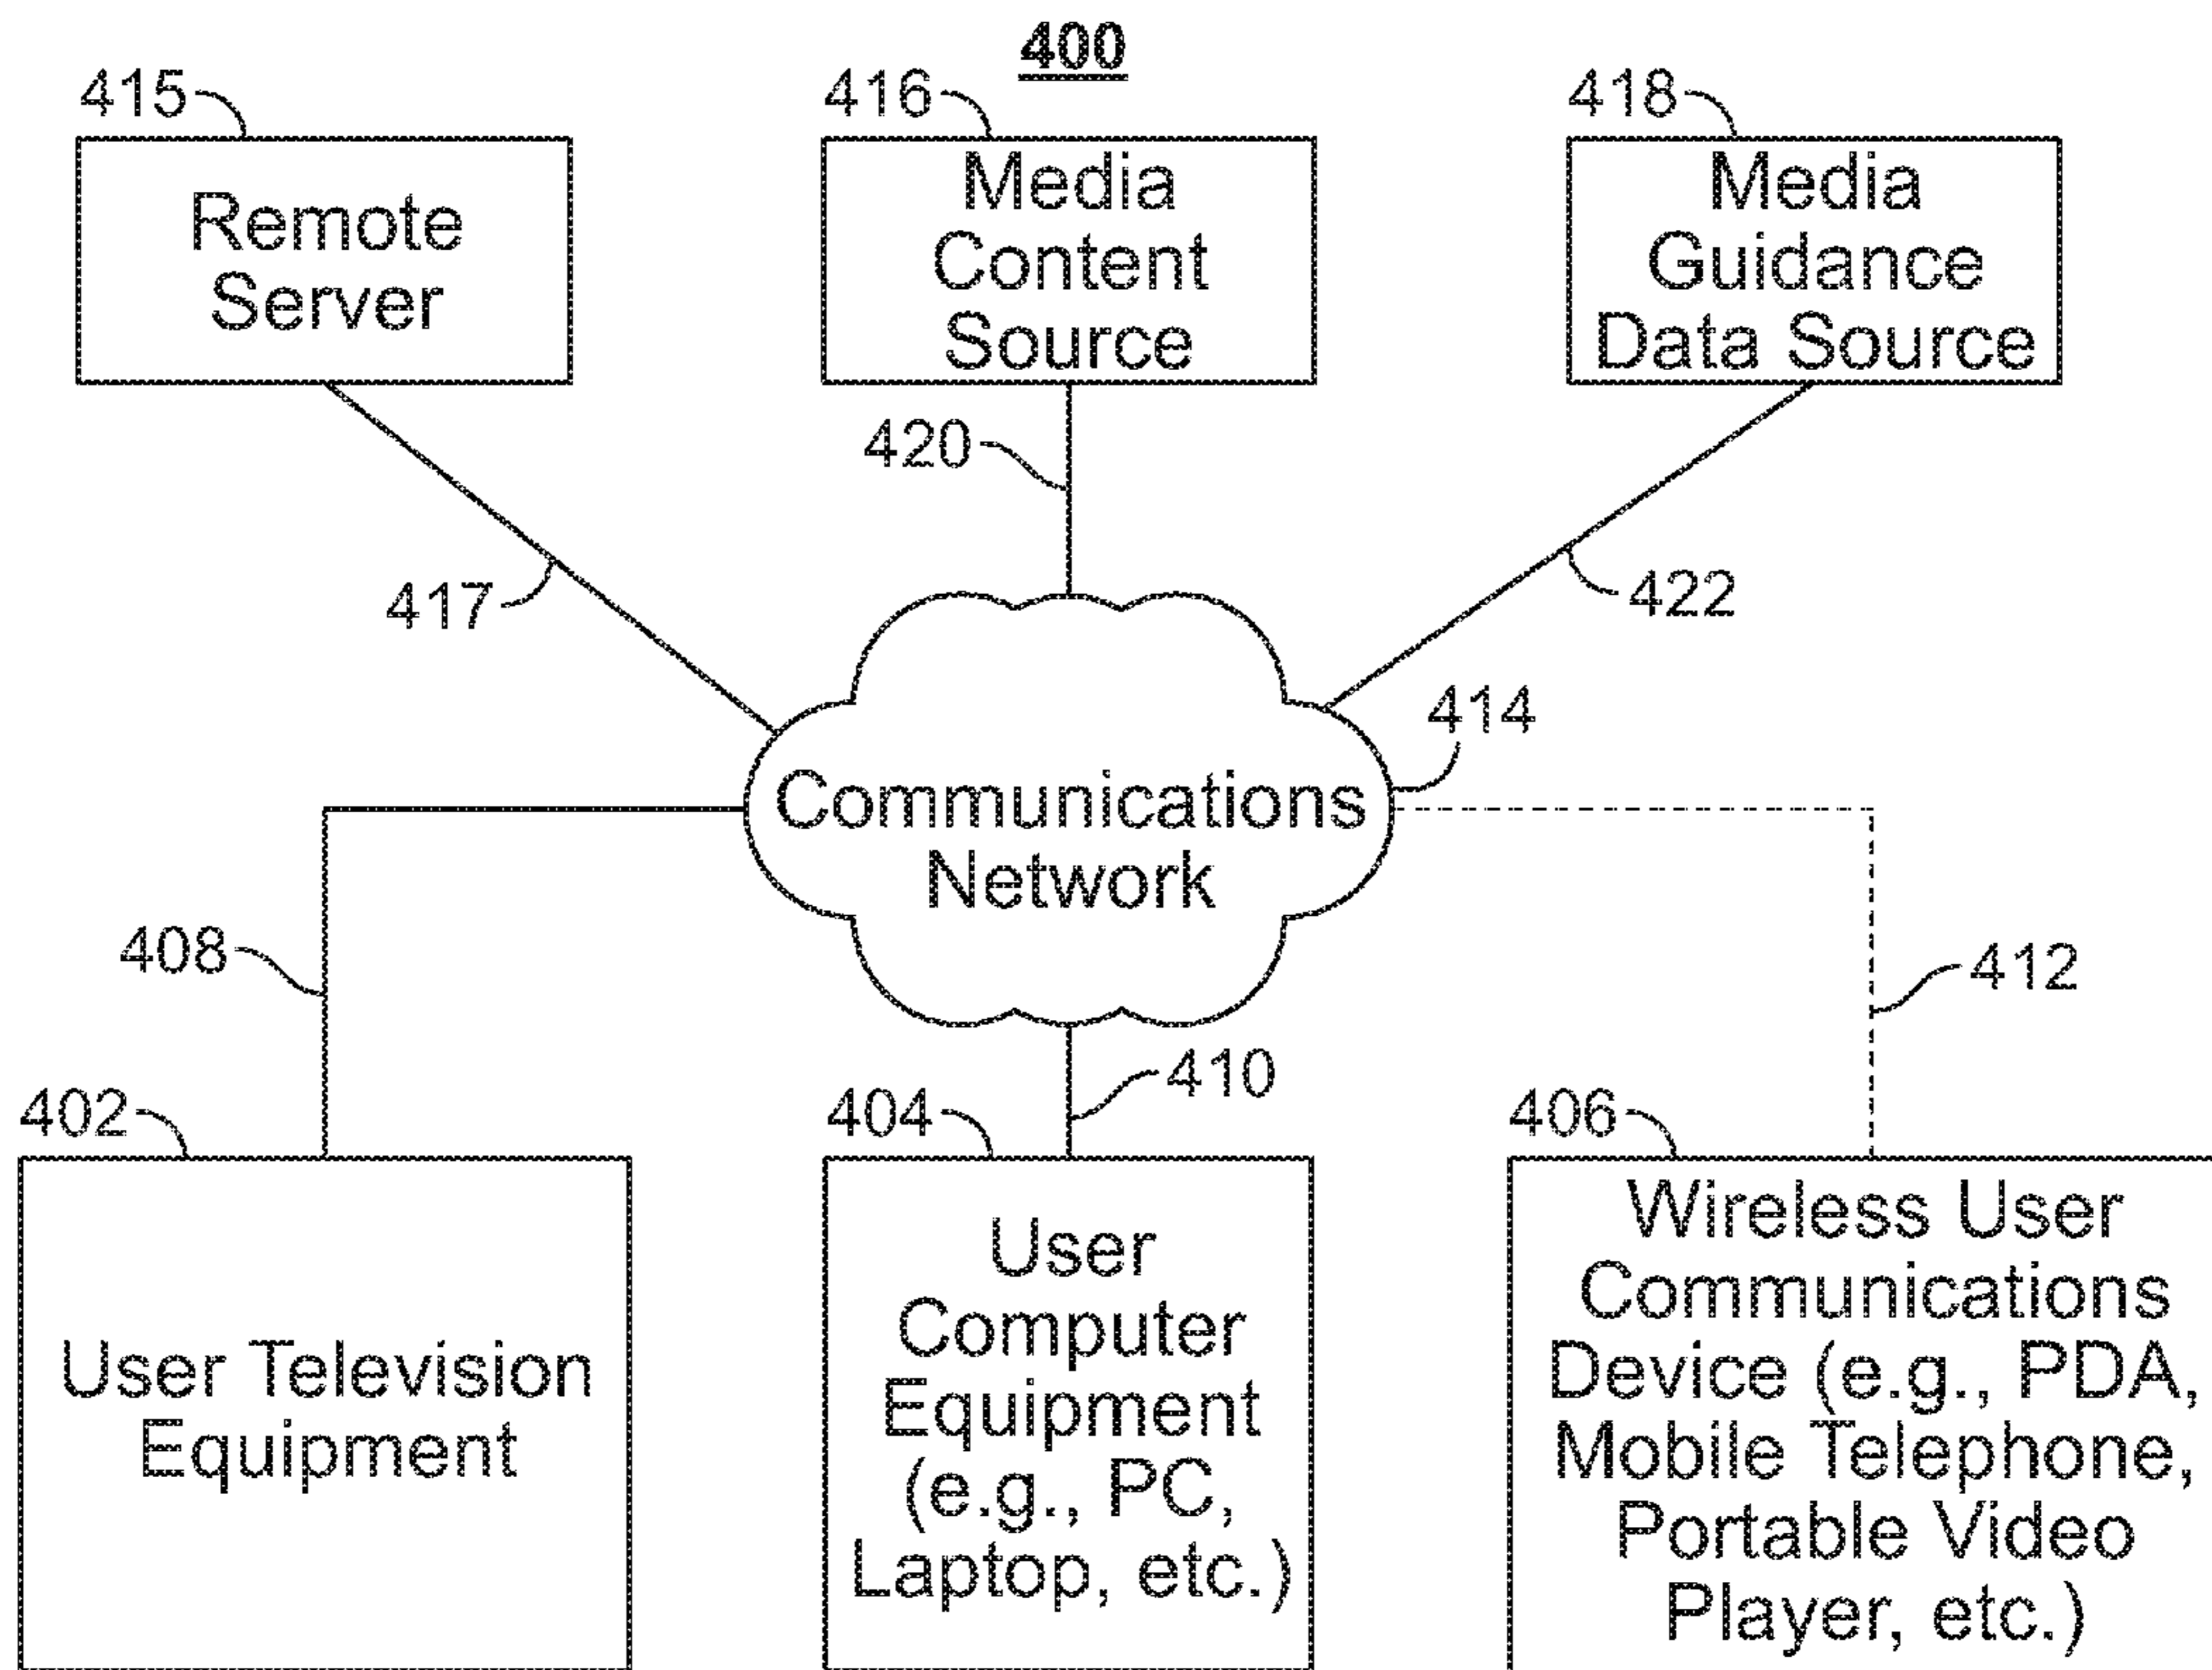 400
415
416
418
Remote
Server
Media
Content
Source
Media
Guidance
Data Source
420
417
422
414
Communications
Network
408
412
410
402
404
406
User Television
Equipment
User
Computer
Equipment
(e.g., PC,
Laptop, etc.)
Wireless User
Communications
Device (e.g., PDA,
Mobile Telephone,
Portable Video
Player, etc.)